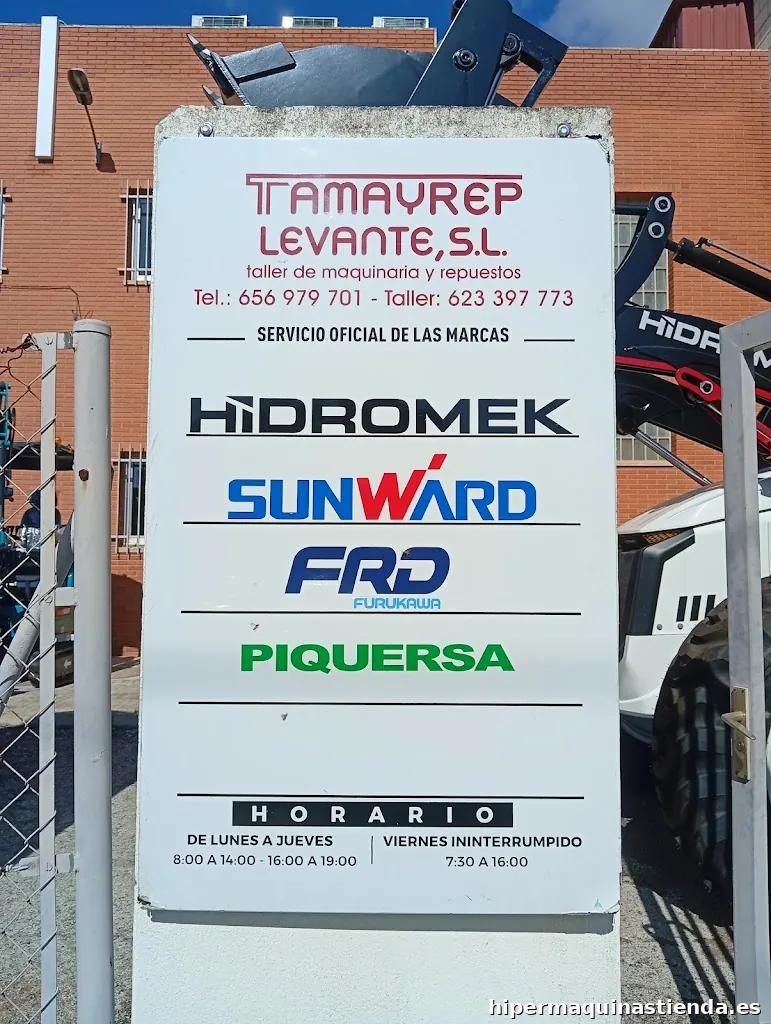 TAMAYREP
LEVANTE, S.L.
taller de maquinaria y repuestos
Tel.: 656 979 701 - Taller: 623 397 773
SERVICIO OFICIAL DE LAS MARCAS
HIDROMEK
SUNWARD
FRD
FURUKAWA
PIQUERSA
HORARIO
DE LUNES A JUEVES
8:00 A 14:00 - 16:00 A 19:00
VIERNES ININTERRUMPIDO
7:30 A 16:00
hipermaquinastienda.es